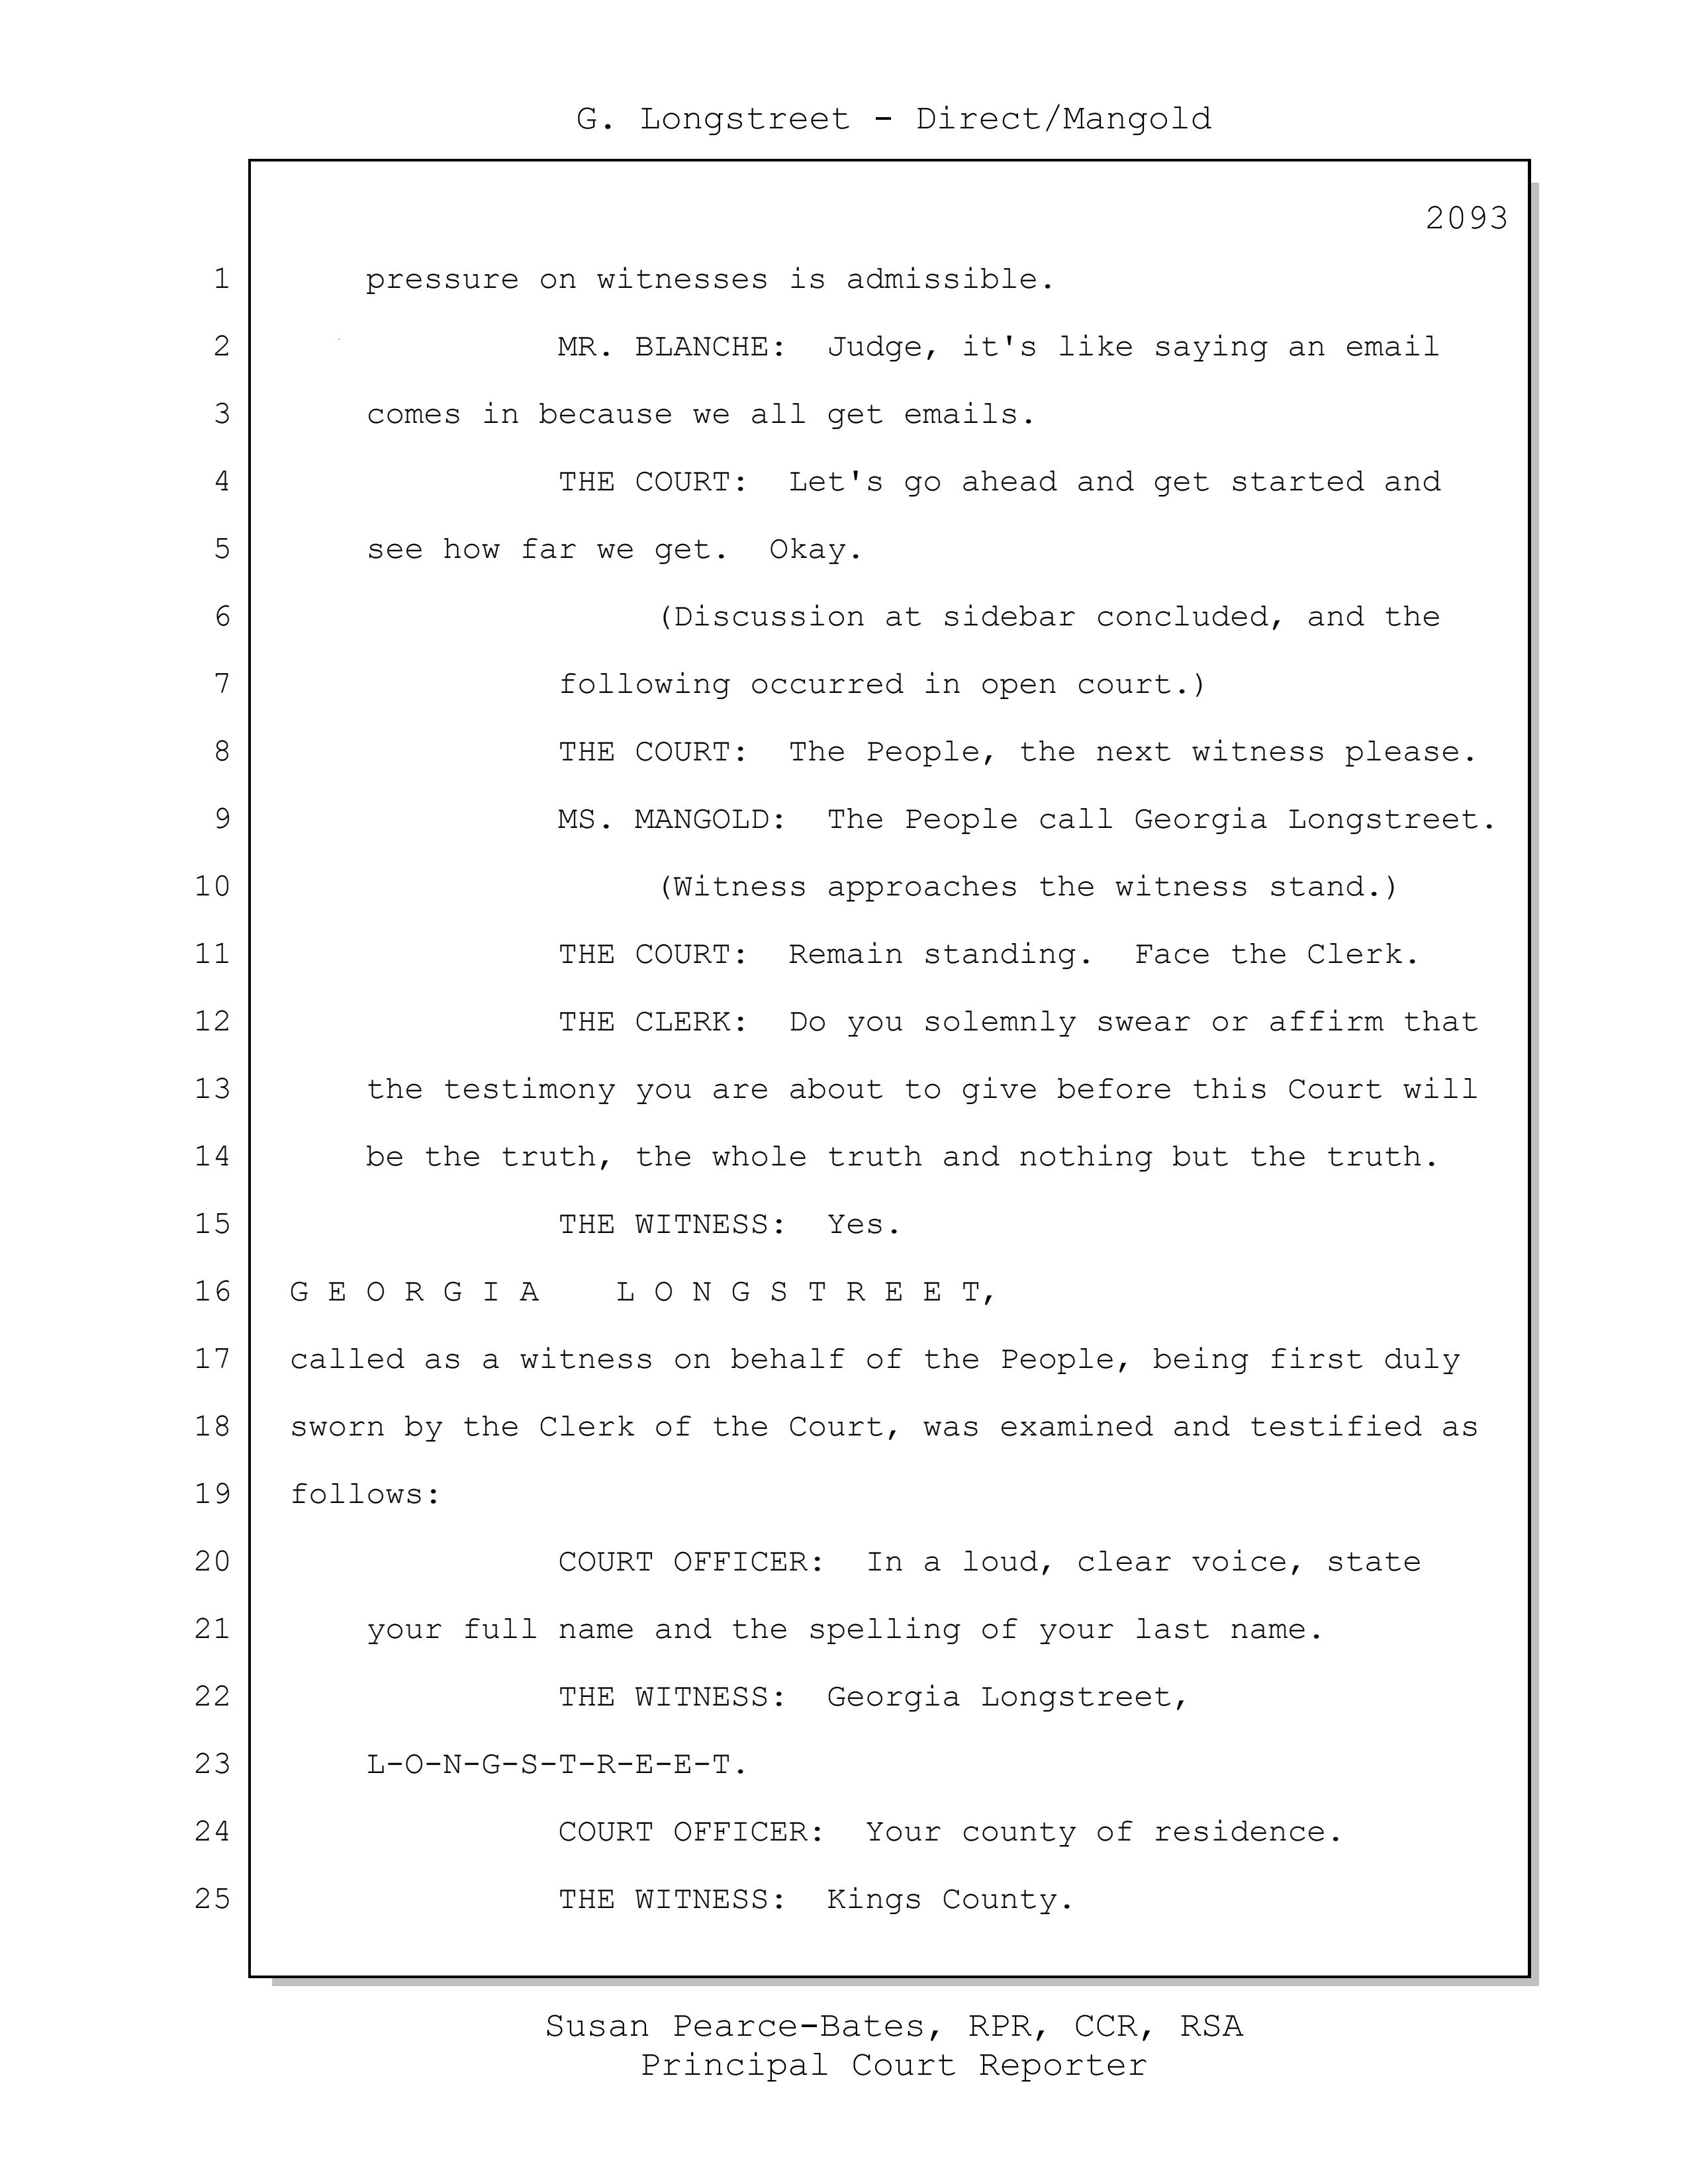 G. Longstreet - Direct/Mangold
2093
1 pressure on witnesses is admissible.
2 MR. BLANCHE: Judge, it's like saying an email
3 comes in because we all get emails.
4 THE COURT: Let's go ahead and get started and
5 see how far we get. Okay.
6 (Discussion at sidebar concluded, and the
7 following occurred in open court.)
8 THE COURT: The People, the next witness please.
9 MS. MANGOLD: The People call Georgia Longstreet.
10 (Witness approaches the witness stand.)
11 THE COURT: Remain standing. Face the Clerk.
12 THE CLERK: Do you solemnly swear or affirm that
13 the testimony you are about to give before this Court will
14 be the truth, the whole truth and nothing but the truth.
15 THE WITNESS: Yes.
16 G E O R G I A   L O N G S T R E E T,
17 called as a witness on behalf of the People, being first duly
18 sworn by the Clerk of the Court, was examined and testified as
19 follows:
20 COURT OFFICER: In a loud, clear voice, state
21 your full name and the spelling of your last name.
22 THE WITNESS: Georgia Longstreet,
23 L-O-N-G-S-T-R-E-E-T.
24 COURT OFFICER: Your county of residence.
25 THE WITNESS: Kings County.
Susan Pearce-Bates, RPR, CCR, RSA
Principal Court Reporter